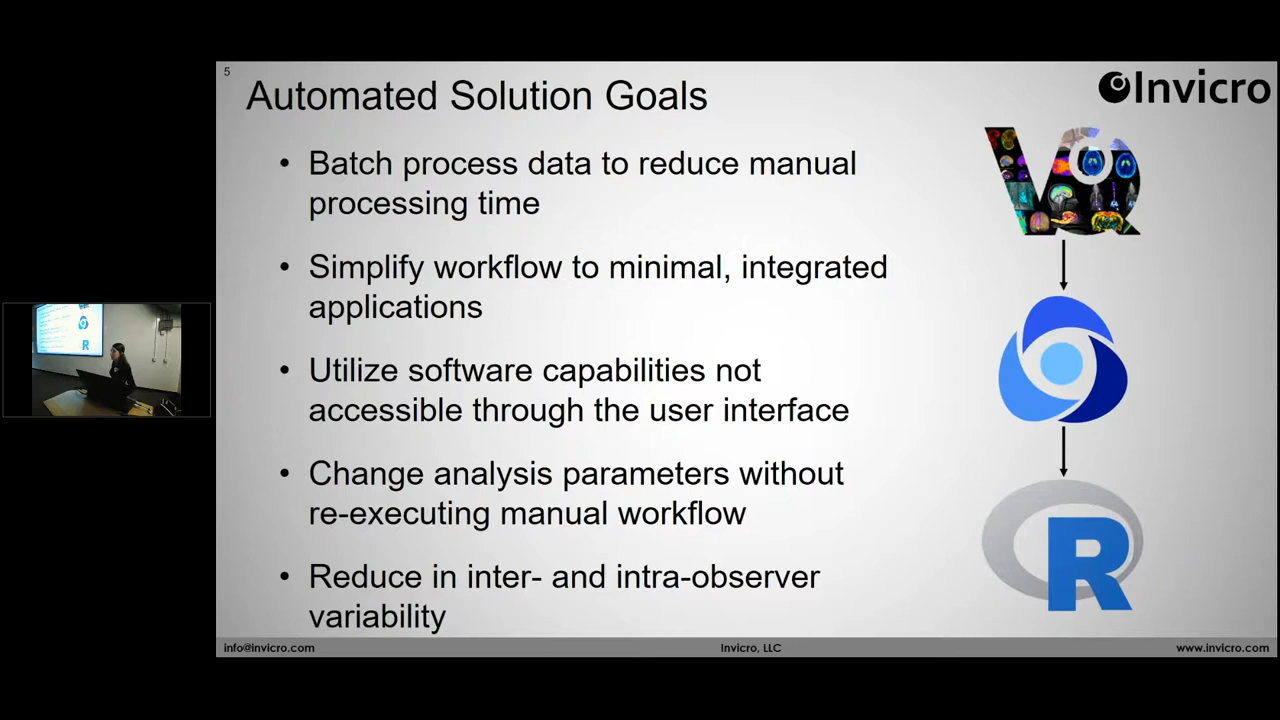 5
Automated Solution Goals
Invicro
• Batch process data to reduce manual
processing time
• Simplify workflow to minimal, integrated
applications
• Utilize software capabilities not
accessible through the user interface
• Change analysis parameters without
re-executing manual workflow
• Reduce in inter- and intra-observer
variability
VQ
R
info@invicro.com
Invicro, LLC
www.invicro.com